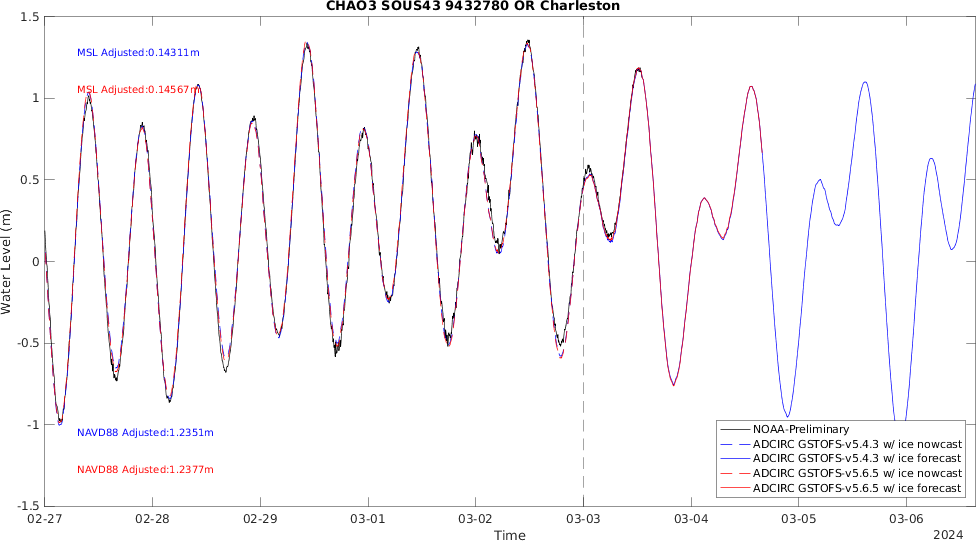 CHAO3 SOUS43 9432780 OR Charleston
1.5
MSL Adjusted:0.14311m
MSL Adjusted:0.14567m
1
0.5
Water Level (m)
0
-0.5
-1
NAVD88 Adjusted:1.2351m
NAVD88 Adjusted:1.2377m
NOAA-Preliminary
ADCIRC GSTOFS-v5.4.3 w/ ice nowcast
ADCIRC GSTOFS-v5.4.3 w/ ice forecast
ADCIRC GSTOFS-v5.6.5 w/ ice nowcast
ADCIRC GSTOFS-v5.6.5 w/ ice forecast
-1.5
02-27 02-28 02-29 03-01 03-02 03-03 03-04 03-05 03-06
Time
2024